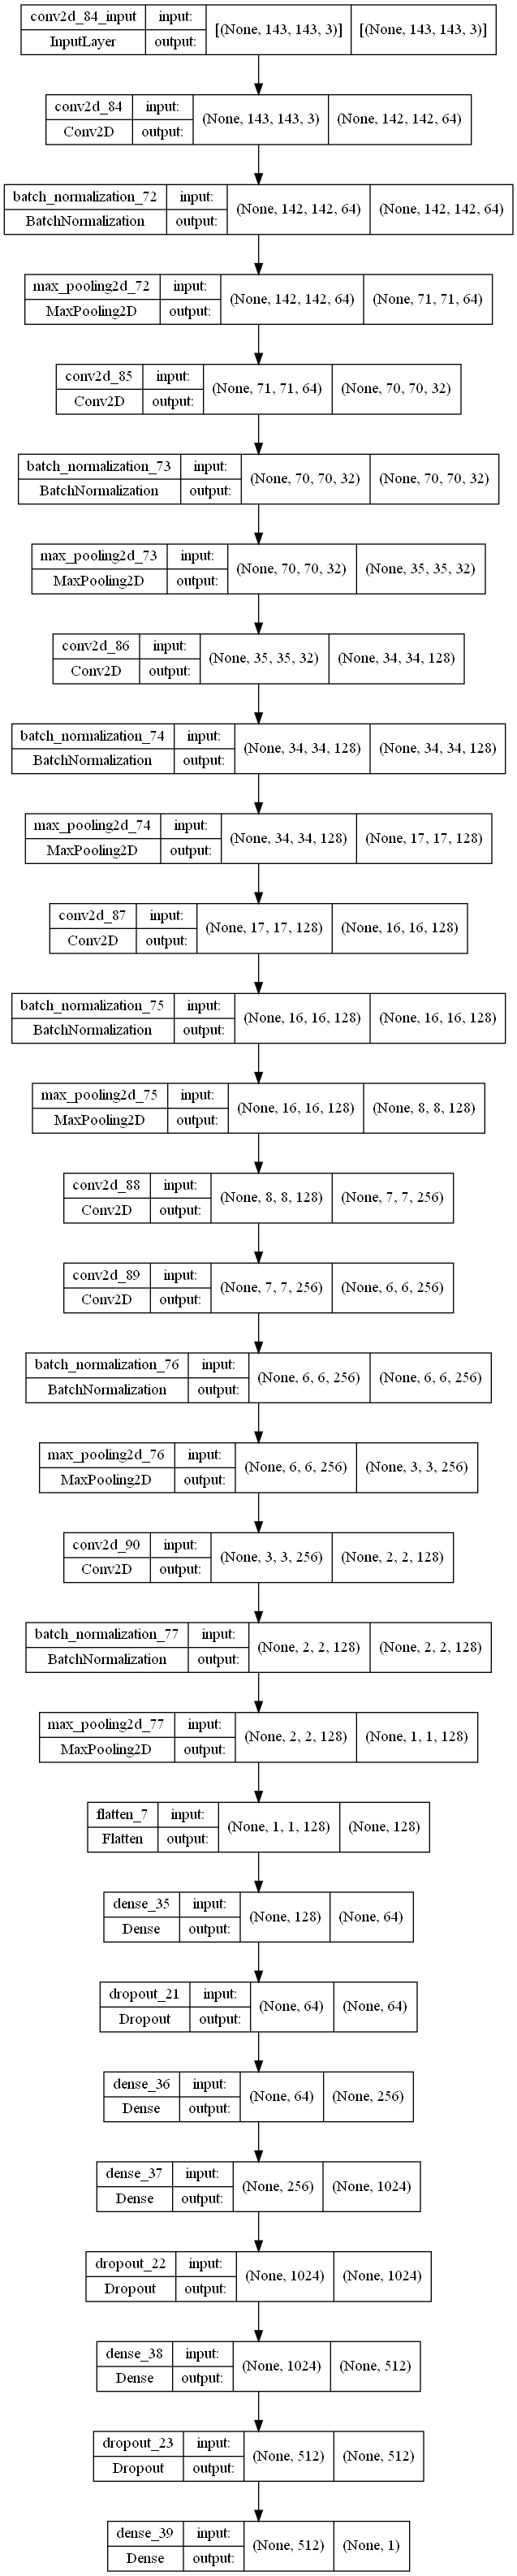 conv2d_84_input input: [(None, 143, 143, 3)] [(None, 143, 143, 3)]
InputLayer output:
conv2d_84 input: (None, 143, 143, 3) (None, 142, 142, 64)
Conv2D output:
batch_normalization_72 input: (None, 142, 142, 64) (None, 142, 142, 64)
BatchNormalization output:
max_pooling2d_72 input: (None, 142, 142, 64) (None, 71, 71, 64)
MaxPooling2D output:
conv2d_85 input: (None, 71, 71, 64) (None, 70, 70, 32)
Conv2D output:
batch_normalization_73 input: (None, 70, 70, 32) (None, 70, 70, 32)
BatchNormalization output:
max_pooling2d_73 input: (None, 70, 70, 32) (None, 35, 35, 32)
MaxPooling2D output:
conv2d_86 input: (None, 35, 35, 32) (None, 34, 34, 128)
Conv2D output:
batch_normalization_74 input: (None, 34, 34, 128) (None, 34, 34, 128)
BatchNormalization output:
max_pooling2d_74 input: (None, 34, 34, 128) (None, 17, 17, 128)
MaxPooling2D output:
conv2d_87 input: (None, 17, 17, 128) (None, 16, 16, 128)
Conv2D output:
batch_normalization_75 input: (None, 16, 16, 128) (None, 16, 16, 128)
BatchNormalization output:
max_pooling2d_75 input: (None, 16, 16, 128) (None, 8, 8, 128)
MaxPooling2D output:
conv2d_88 input: (None, 8, 8, 128) (None, 7, 7, 256)
Conv2D output:
conv2d_89 input: (None, 7, 7, 256) (None, 6, 6, 256)
Conv2D output:
batch_normalization_76 input: (None, 6, 6, 256) (None, 6, 6, 256)
BatchNormalization output:
max_pooling2d_76 input: (None, 6, 6, 256) (None, 3, 3, 256)
MaxPooling2D output:
conv2d_90 input: (None, 3, 3, 256) (None, 2, 2, 128)
Conv2D output:
batch_normalization_77 input: (None, 2, 2, 128) (None, 2, 2, 128)
BatchNormalization output:
max_pooling2d_77 input: (None, 2, 2, 128) (None, 1, 1, 128)
MaxPooling2D output:
flatten_7 input: (None, 1, 1, 128) (None, 128)
Flatten output:
dense_35 input: (None, 128) (None, 64)
Dense output:
dropout_21 input: (None, 64) (None, 64)
Dropout output:
dense_36 input: (None, 64) (None, 256)
Dense output:
dense_37 input: (None, 256) (None, 1024)
Dense output:
dropout_22 input: (None, 1024) (None, 1024)
Dropout output:
dense_38 input: (None, 1024) (None, 512)
Dense output:
dropout_23 input: (None, 512) (None, 512)
Dropout output:
dense_39 input: (None, 512) (None, 1)
Dense output: